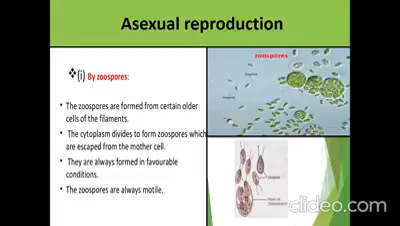 Asexual reproduction
❖(i) By zoospores:
• The zoospores are formed from certain older
cells of the filaments.
• The cytoplasm divides to form zoospores which
are escaped from the mother cell.
• They are always formed in favourable
conditions.
• The zoospores are always motile.
zoospores
clideo.com